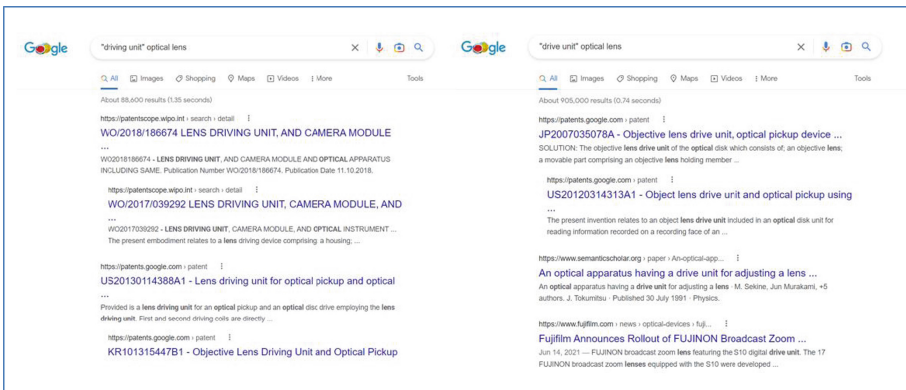 Google
"driving unit" optical lens
All Images Shopping Maps Videos More Tools
About 88,600 results (1.35 seconds)
https://patentscope.wipo.int › search › detail
WO/2018/186674 LENS DRIVING UNIT, AND CAMERA MODULE
...
WO2018186674 - LENS DRIVING UNIT, AND CAMERA MODULE AND OPTICAL APPARATUS
INCLUDING SAME. Publication Number WO/2018/186674. Publication Date 11.10.2018.
https://patentscope.wipo.int › search › detail
WO/2017/039292 LENS DRIVING UNIT, CAMERA MODULE, AND
...
WO2017039292 - LENS DRIVING UNIT, CAMERA MODULE, AND OPTICAL INSTRUMENT ...
The present embodiment relates to a lens driving device comprising: a housing; ...
https://patents.google.com › patent
US20130114388A1 - Lens driving unit for optical pickup and optical
...
Provided is a lens driving unit for an optical pickup and an optical disc drive employing the lens
driving unit. First and second driving coils are directly ...
https://patents.google.com › patent
KR101315447B1 - Objective Lens Driving Unit and Optical Pickup
Google
"drive unit" optical lens
All Images Shopping Maps Videos More Tools
About 905,000 results (0.74 seconds)
https://patents.google.com › patent
JP2007035078A - Objective lens drive unit, optical pickup device ...
SOLUTION: The objective lens drive unit of the optical disk which consists of; an objective lens;
a movable part comprising an objective lens holding member ...
https://patents.google.com › patent
US20120314313A1 - Object lens drive unit and optical pickup using
...
The present invention relates to an object lens drive unit included in an optical disk unit for
reading information recorded on a recording face of an ...
https://www.semanticscholar.org › paper › An-optical-app...
An optical apparatus having a drive unit for adjusting a lens ...
An optical apparatus having a drive unit for adjusting a lens · M. Sekine, Jun Murakami, +5
authors. J. Tokumitsu · Published 30 July 1991 · Physics.
https://www.fujifilm.com › news › optical-devices › fuji...
Fujifilm Announces Rollout of FUJINON Broadcast Zoom ...
Jun 14, 2021 — FUJINON broadcast zoom lens featuring the S10 digital drive unit. The 17
FUJINON broadcast zoom lenses equipped with the S10 were developed ...